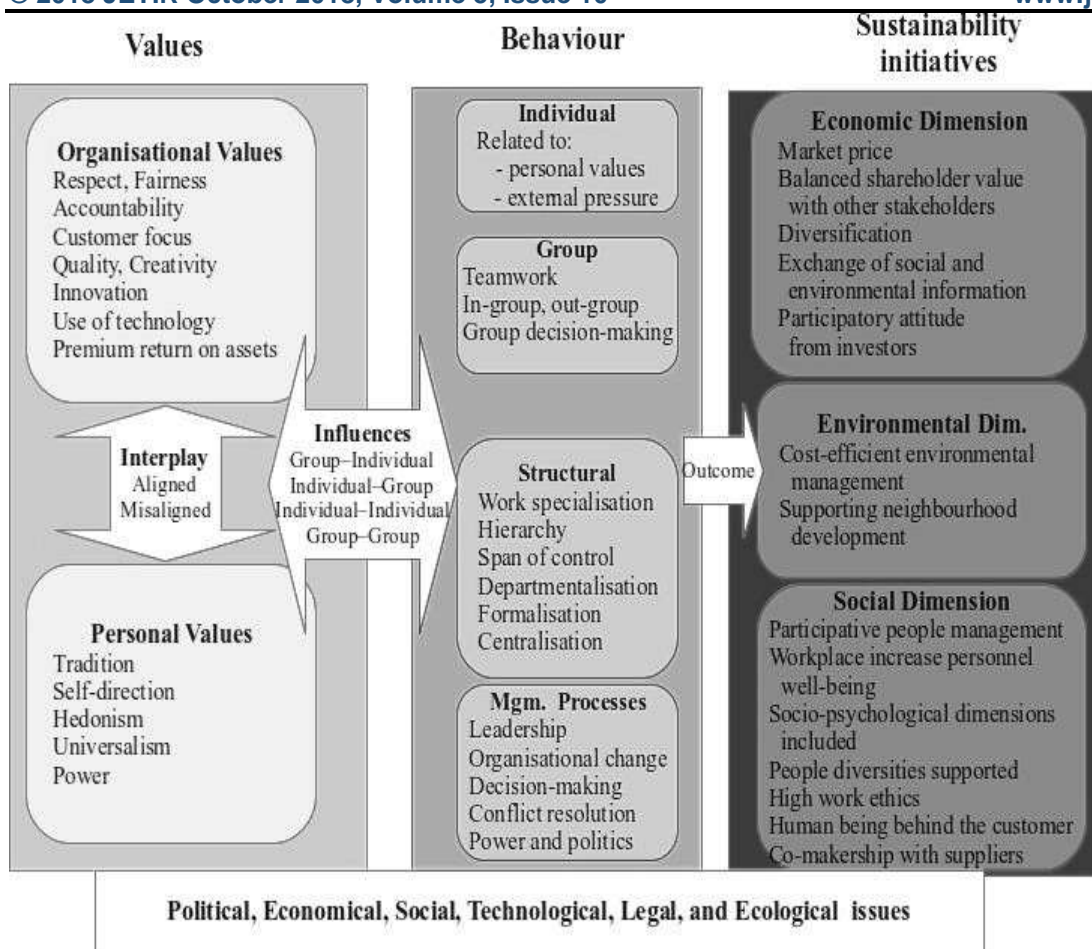 October Volume Issue
Values
Behaviour
Sustainability
initiatives
Organisational Values
Respect, Fairness
Accountability
Customer focus
Quality, Creativity
Innovation
Use of technology
Premium return on assets
Interplay
Aligned
Misaligned
Personal Values
Tradition
Self-direction
Hedonism
Universalism
Power
Influences
Group–Individual
Individual–Group
Individual–Individual
Group–Group
Individual
Related to:
- personal values
- external pressure
Group
Teamwork
In-group, out-group
Group decision-making
Structural
Work specialisation
Hierarchy
Span of control
Departmentalisation
Formalisation
Centralisation
Mgm. Processes
Leadership
Organisational change
Decision-making
Conflict resolution
Power and politics
Outcome
Economic Dimension
Market price
Balanced shareholder value
with other stakeholders
Diversification
Exchange of social and
environmental information
Participatory attitude
from investors
Environmental Dim.
Cost-efficient environmental
management
Supporting neighbourhood
development
Social Dimension
Participative people management
Workplace increase personnel
well-being
Socio-psychological dimensions
included
People diversities supported
High work ethics
Human being behind the customer
Co-makership with suppliers
Political, Economical, Social, Technological, Legal, and Ecological issues